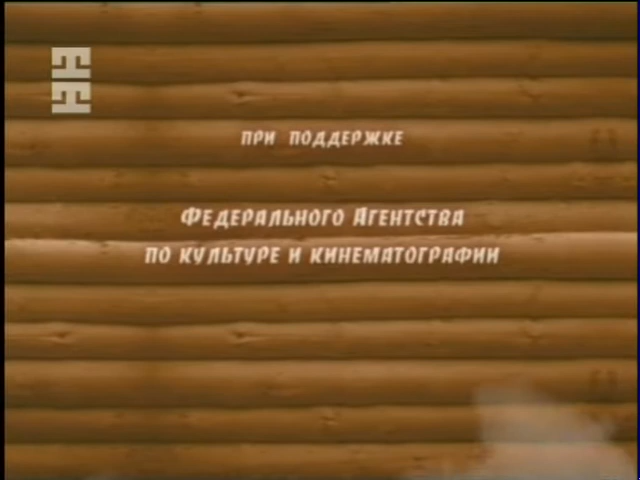 ПРИ ПОДДЕРЖКЕ
ФЕДЕРАЛЬНОГО АГЕНТСТВА
ПО КУЛЬТУРЕ И КИНЕМАТОГРАФИИ